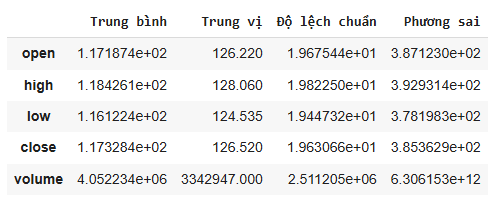 Trung bình Trung vị Độ lệch chuẩn Phương sai
open 1.171874e+02 126.220 1.967544e+01 3.871230e+02
high 1.184261e+02 128.060 1.982250e+01 3.929314e+02
low 1.161224e+02 124.535 1.944732e+01 3.781983e+02
close 1.173284e+02 126.520 1.963066e+01 3.853629e+02
volume 4.052234e+06 3342947.000 2.511205e+06 6.306153e+12